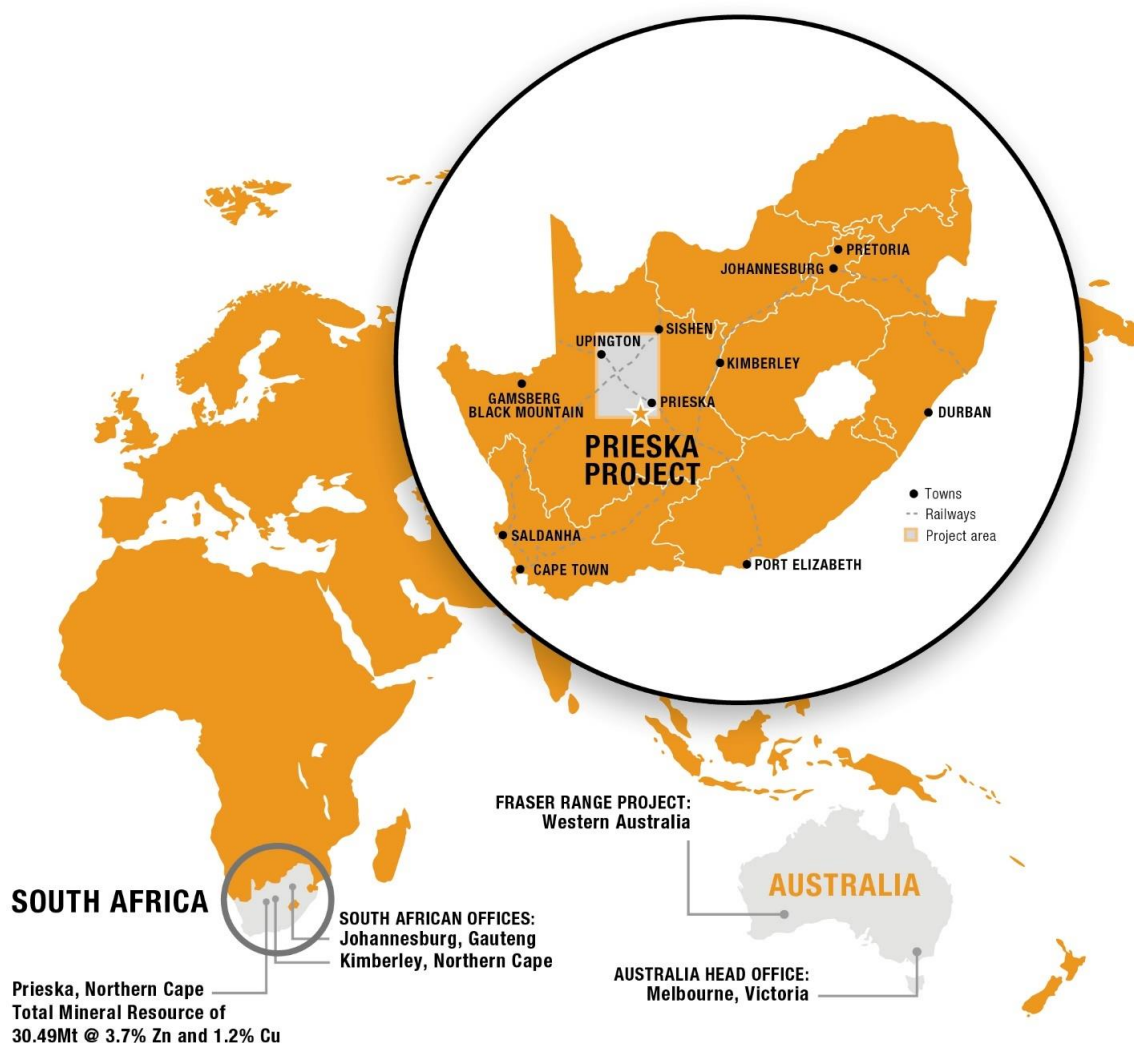 PRETORIA
JOHANNESBURG
SISHEN
UPINGTON
KIMBERLEY
GAMSBERG
BLACK MOUNTAIN
PRIESKA
DURBAN
PRIESKA
PROJECT
Towns
Railways
Project area
SALDANHA
CAPE TOWN
PORT ELIZABETH
FRASER RANGE PROJECT:
Western Australia
AUSTRALIA
SOUTH AFRICA
SOUTH AFRICAN OFFICES:
Johannesburg, Gauteng
Kimberley, Northern Cape
AUSTRALIA HEAD OFFICE:
Melbourne, Victoria
Prieska, Northern Cape
Total Mineral Resource of
30.49Mt @ 3.7% Zn and 1.2% Cu